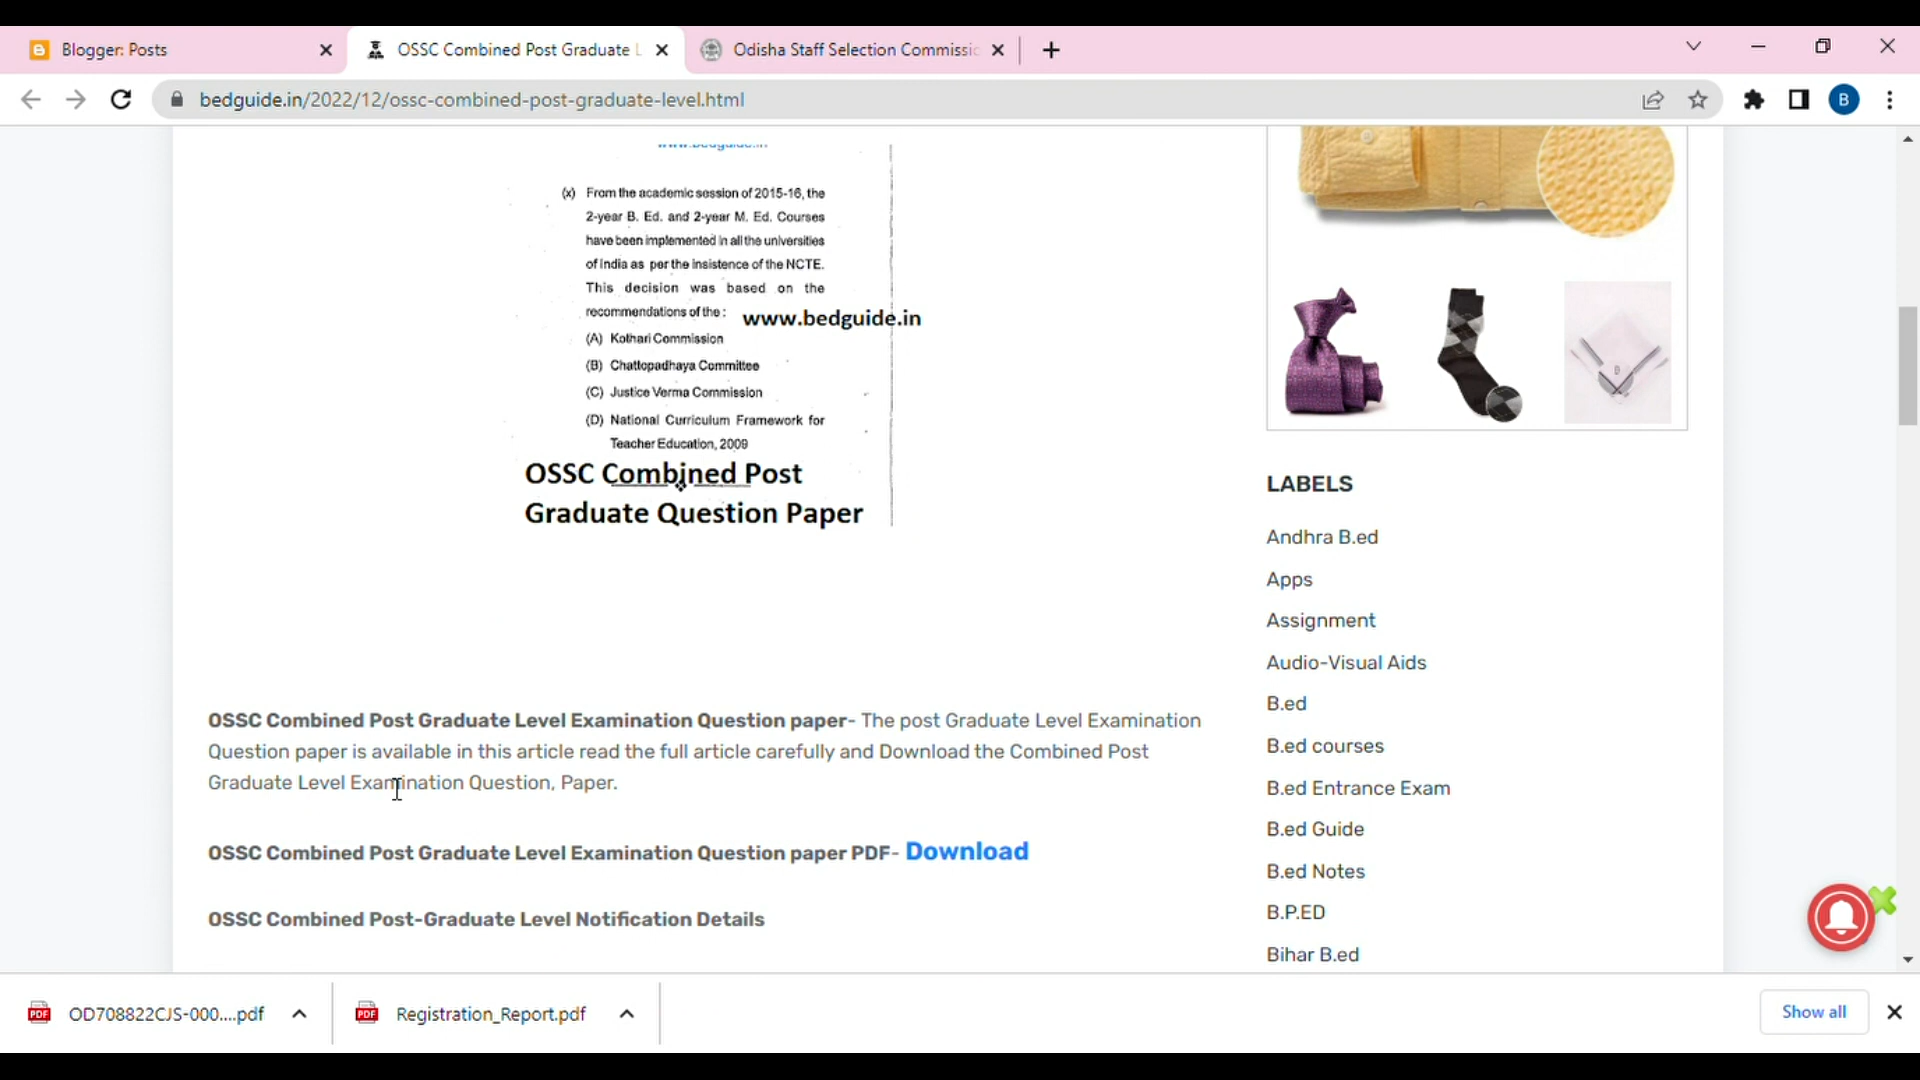 Blogger: Posts
OSSC Combined Post Graduate L
Odisha Staff Selection Commissic
bedguide.in/2022/12/ossc-combined-post-graduate-level.html
B
www.bedguide.in
(x) From the academic session of 2015-16, the
2-year B. Ed. and 2-year M. Ed. Courses
have been implemented in all the universities
of India as per the insistence of the NCTE.
This decision was based on the
recommendations of the :
www.bedguide.in
(A) Kothari Commission
(B) Chattopadhaya Committee
(C) Justice Verma Commission
(D) National Curriculum Framework for
Teacher Education, 2009
OSSC Combined Post
Graduate Question Paper
OSSC Combined Post Graduate Level Examination Question paper- The post Graduate Level Examination
Question paper is available in this article read the full article carefully and Download the Combined Post
Graduate Level Examination Question, Paper.
OSSC Combined Post Graduate Level Examination Question paper PDF- Download
OSSC Combined Post-Graduate Level Notification Details
LABELS
Andhra B.ed
Apps
Assignment
Audio-Visual Aids
B.ed
B.ed courses
B.ed Entrance Exam
B.ed Guide
B.ed Notes
B.P.ED
Bihar B.ed
PDF OD708822CJS-000....pdf
PDF Registration_Report.pdf
Show all